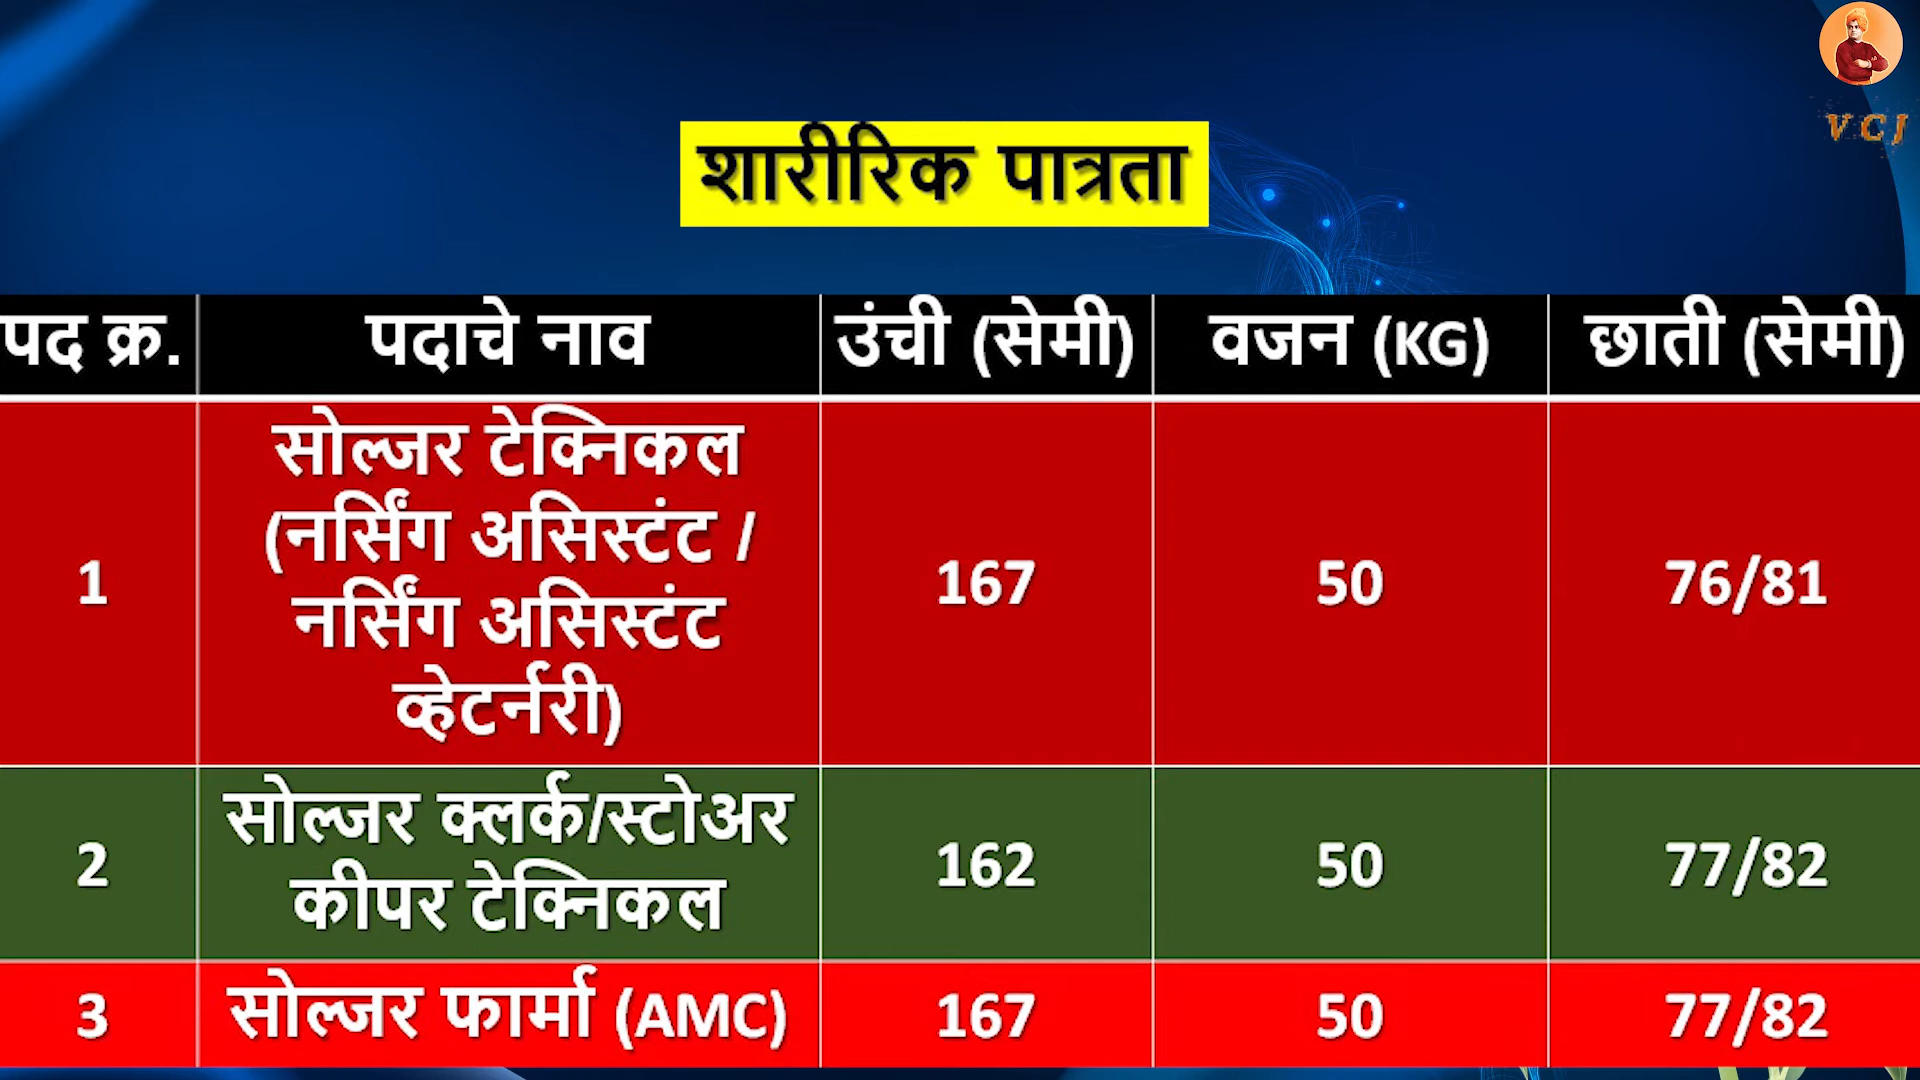 VCJ
शारीरिक पात्रता
पद क्र. पदाचे नाव उंची (सेमी) वजन (KG) छाती (सेमी)
1 सोल्जर टेक्निकल (नर्सिंग असिस्टंट / नर्सिंग असिस्टंट व्हेटर्नरी) 167 50 76/81
2 सोल्जर क्लर्क/स्टोअर कीपर टेक्निकल 162 50 77/82
3 सोल्जर फार्मा (AMC) 167 50 77/82